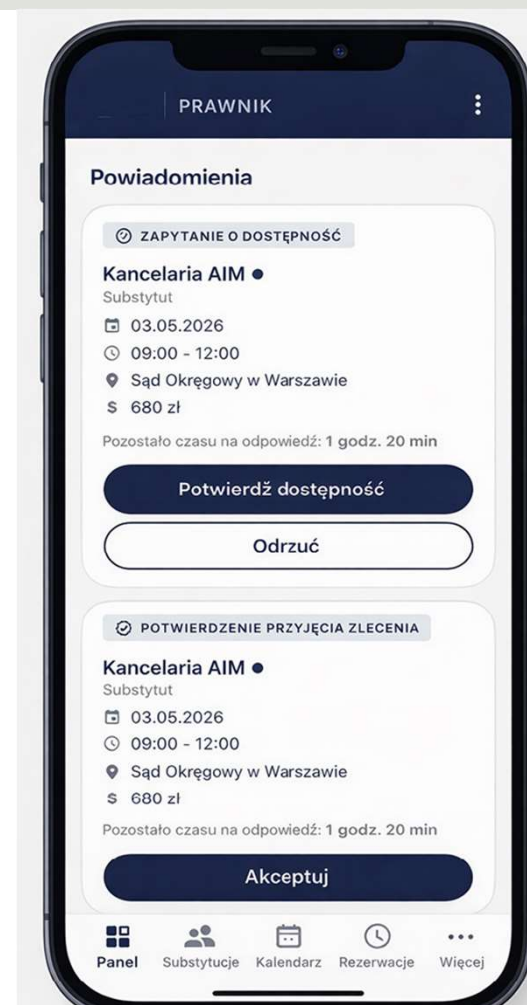 PRAWNIK
Powiadomienia
ZAPYTANIE O DOSTĘPNOŚĆ
Kancelaria AIM
Substytut
03.05.2026
09:00 - 12:00
Sąd Okręgowy w Warszawie
$ 680 zł
Pozostało czasu na odpowiedź: 1 godz. 20 min
Potwierdž dostępność
Odrzuć
POTWIERDZENIE PRZYJĘCIA ZLECENIA
Kancelaria AIM
Substytut
03.05.2026
09:00 - 12:00
Sąd Okręgowy w Warszawie
$ 680 zł
Pozostało czasu na odpowiedź: 1 godz. 20 min
Akceptuj
Panel Substytucje Kalendarz Rezerwacje Więcej